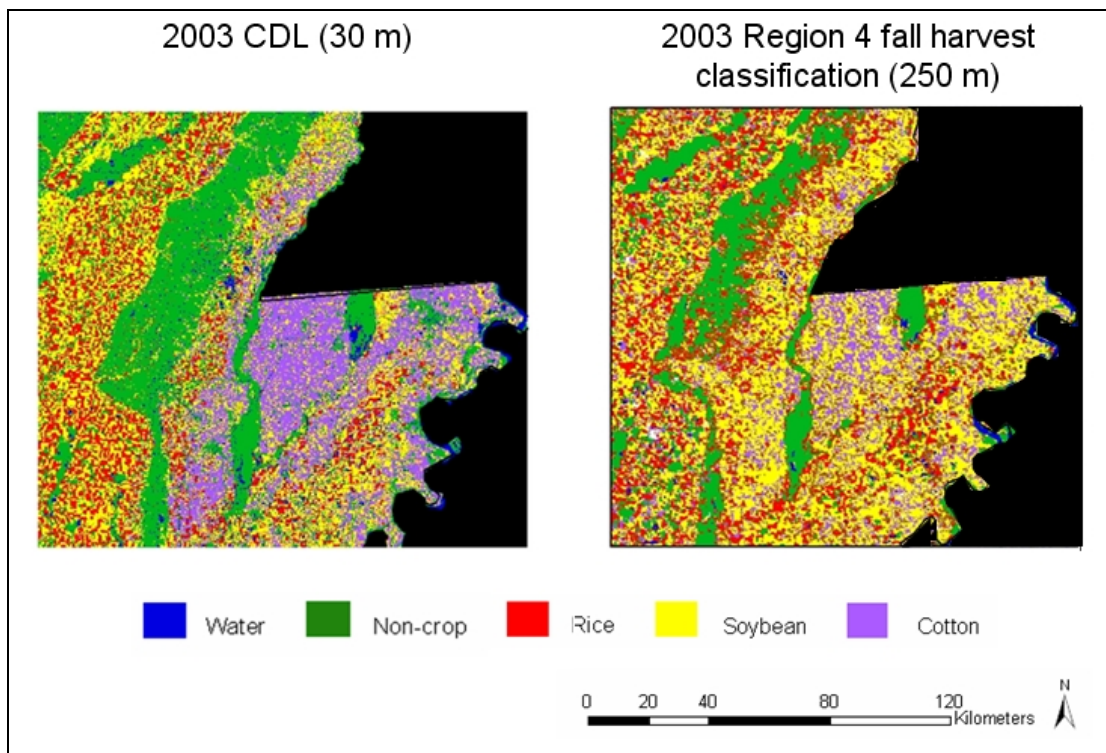 2003 CDL (30 m)
2003 Region 4 fall harvest
classification (250 m)
Water
Non-crop
Rice
Soybean
Cotton
0 20 40 80 120
Kilometers
N